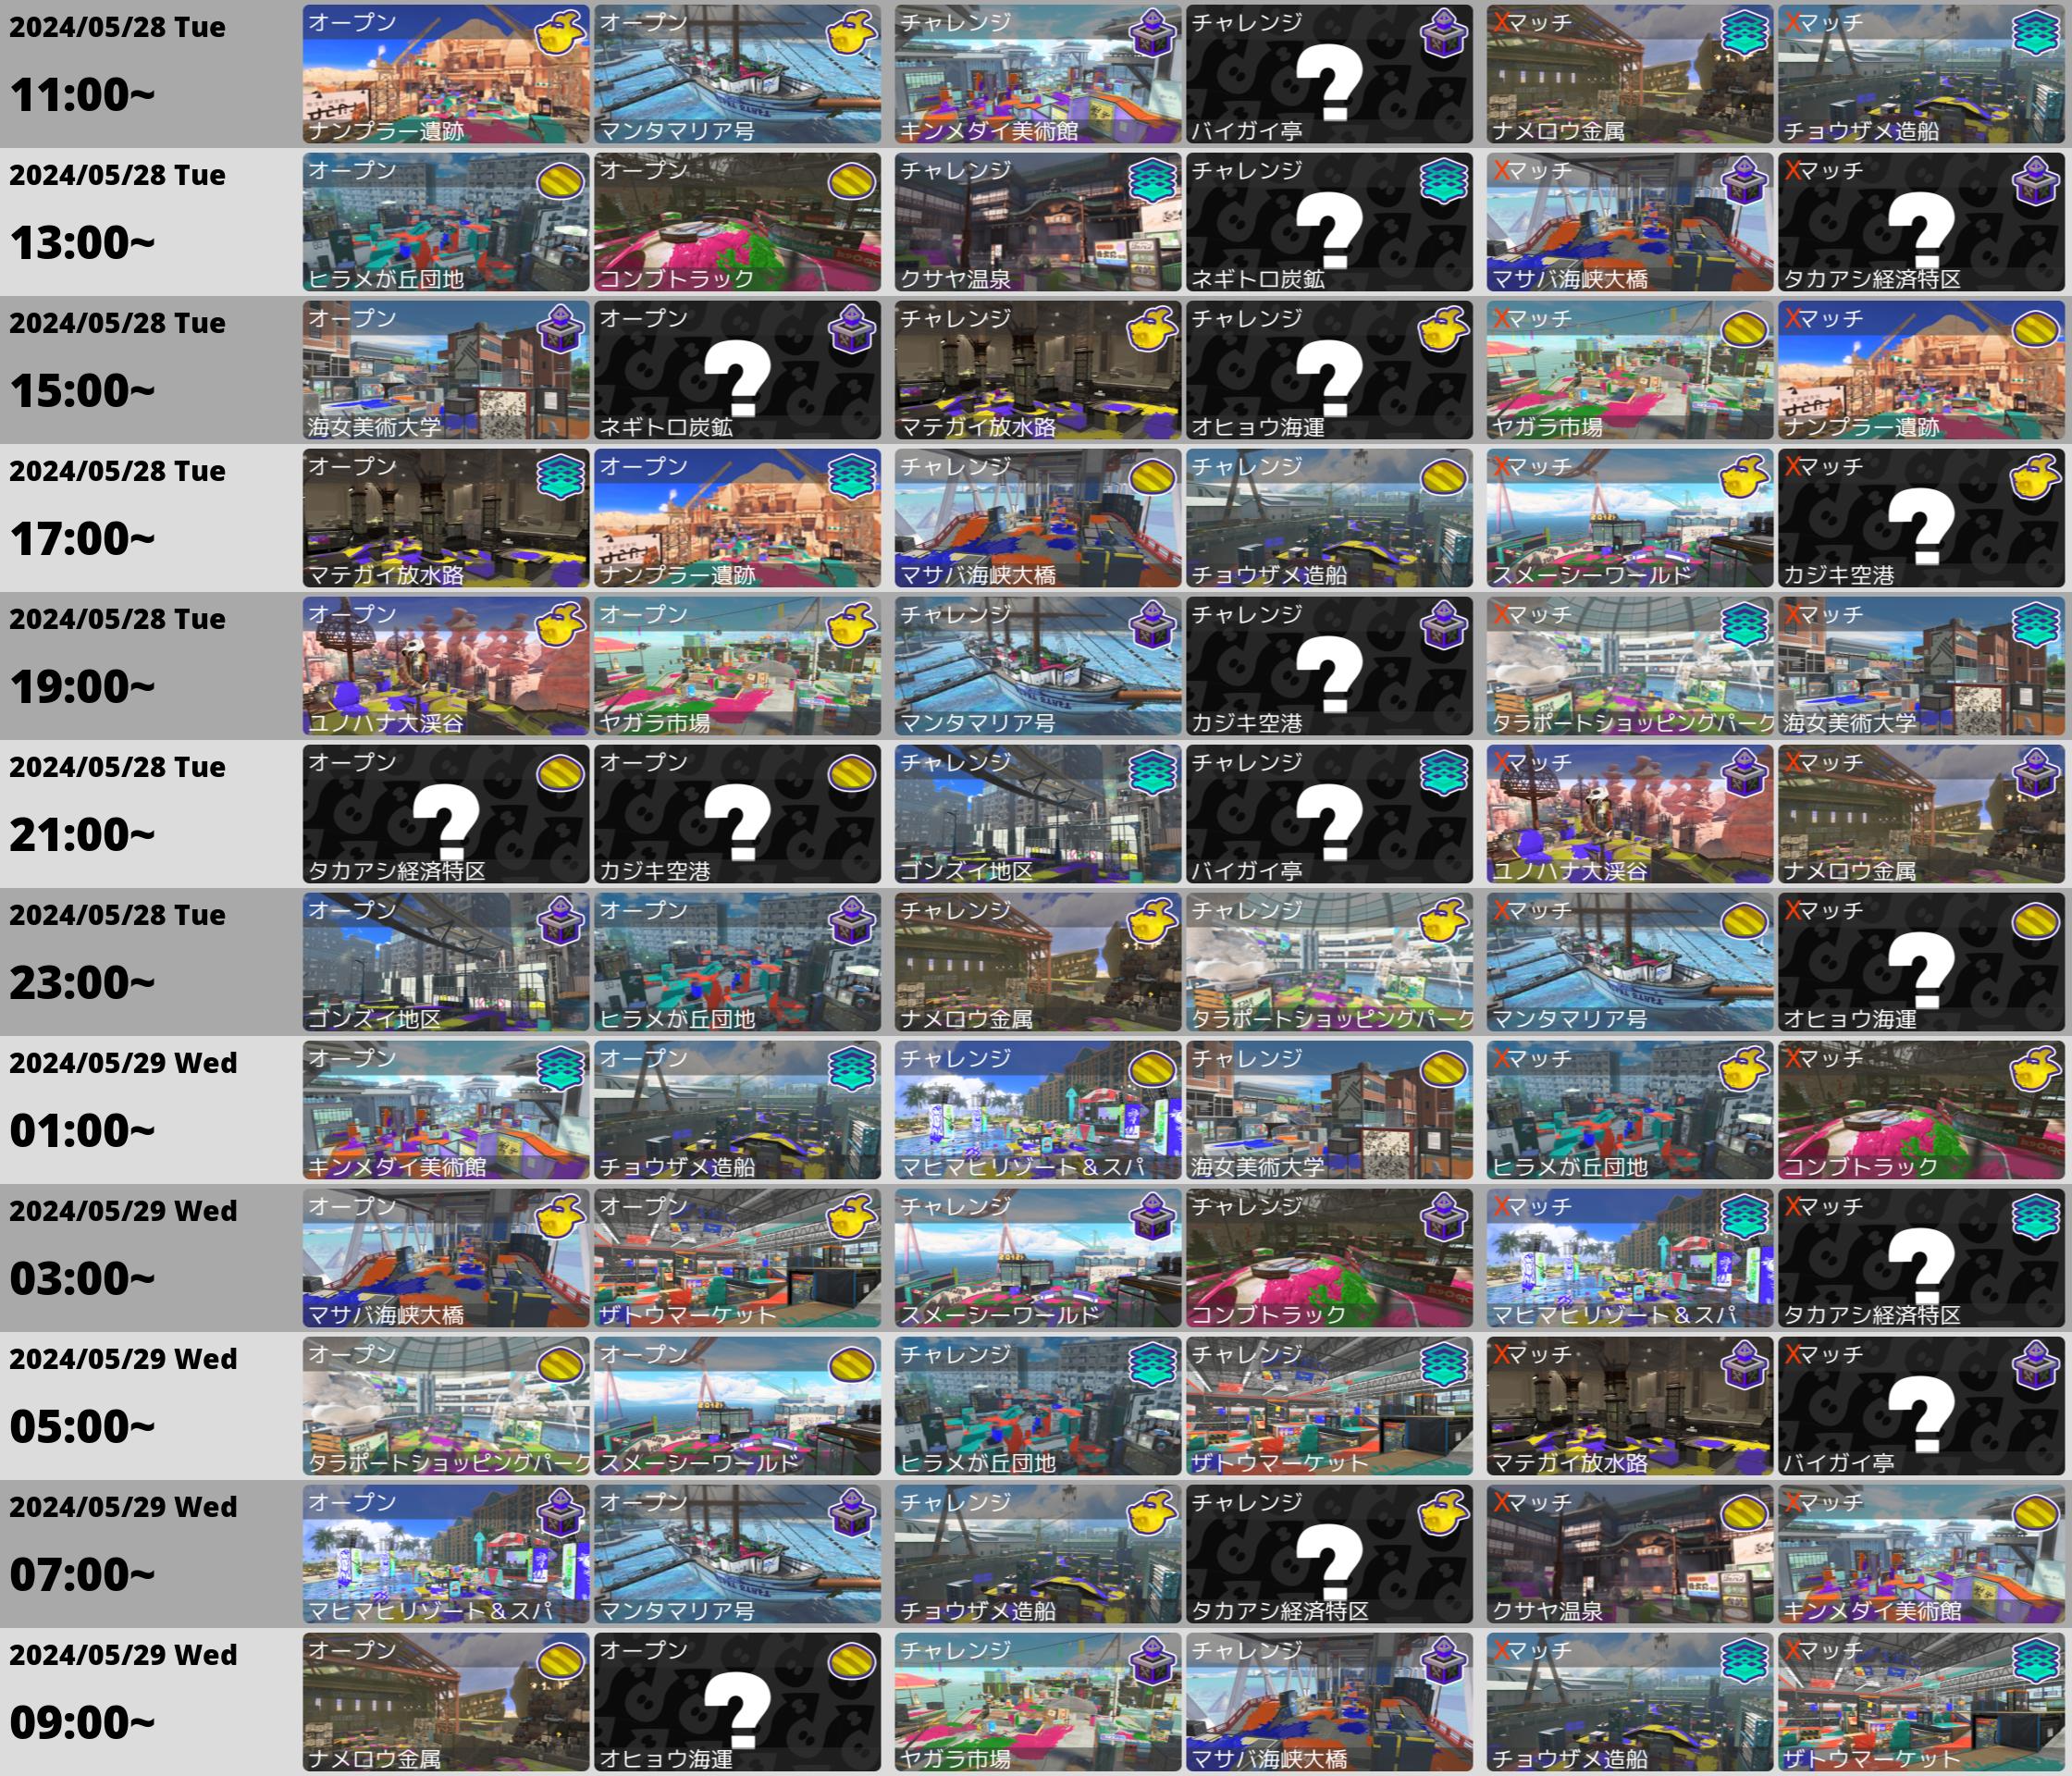 2024/05/28 Tue
11:00~
オープン オープン チャレンジ チャレンジ Xマッチ Xマッチ
ナンプラー遺跡 マンタマリア号 キンメダイ美術館 バイガイ亭 ナメロウ金属 チョウザメ造船
2024/05/28 Tue
13:00~
オープン オープン チャレンジ チャレンジ Xマッチ Xマッチ
ヒラメが丘団地 コンブトラック クサヤ温泉 ネギトロ炭鉱 マサバ海峡大橋 タカアシ経済特区
2024/05/28 Tue
15:00~
オープン オープン チャレンジ チャレンジ Xマッチ Xマッチ
海女美術大学 ネギトロ炭鉱 マテガイ放水路 オヒョウ海運 ヤガラ市場 ナンプラー遺跡
2024/05/28 Tue
17:00~
オープン オープン チャレンジ チャレンジ Xマッチ Xマッチ
マテガイ放水路 ナンプラー遺跡 マサバ海峡大橋 チョウザメ造船 スメーシーワールド カジキ空港
2024/05/28 Tue
19:00~
オープン オープン チャレンジ チャレンジ Xマッチ Xマッチ
ユノハナ大渓谷 ヤガラ市場 マンタマリア号 カジキ空港 タラポートショッピングパーク 海女美術大学
2024/05/28 Tue
21:00~
オープン オープン チャレンジ チャレンジ Xマッチ Xマッチ
タカアシ経済特区 カジキ空港 ゴンズイ地区 バイガイ亭 ユノハナ大渓谷 ナメロウ金属
2024/05/28 Tue
23:00~
オープン オープン チャレンジ チャレンジ Xマッチ Xマッチ
ゴンズイ地区 ヒラメが丘団地 ナメロウ金属 タラポートショッピングパーク マンタマリア号 オヒョウ海運
2024/05/29 Wed
01:00~
オープン オープン チャレンジ チャレンジ Xマッチ Xマッチ
キンメダイ美術館 チョウザメ造船 マヒマヒリゾート＆スパ 海女美術大学 ヒラメが丘団地 コンブトラック
2024/05/29 Wed
03:00~
オープン オープン チャレンジ チャレンジ Xマッチ Xマッチ
マサバ海峡大橋 ザトウマーケット スメーシーワールド コンブトラック マヒマヒリゾート＆スパ タカアシ経済特区
2024/05/29 Wed
05:00~
オープン オープン チャレンジ チャレンジ Xマッチ Xマッチ
タラポートショッピングパーク スメーシーワールド ヒラメが丘団地 ザトウマーケット マテガイ放水路 バイガイ亭
2024/05/29 Wed
07:00~
オープン オープン チャレンジ チャレンジ Xマッチ Xマッチ
マヒマヒリゾート＆スパ マンタマリア号 チョウザメ造船 タカアシ経済特区 クサヤ温泉 キンメダイ美術館
2024/05/29 Wed
09:00~
オープン オープン チャレンジ チャレンジ Xマッチ Xマッチ
ナメロウ金属 オヒョウ海運 ヤガラ市場 マサバ海峡大橋 チョウザメ造船 ザトウマーケット